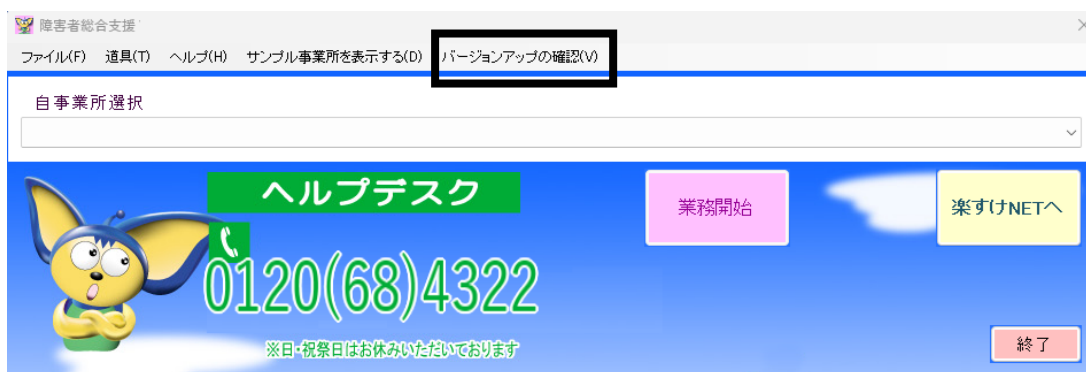 障害者総合支援
ファイル(F) 道具(T) ヘルプ(H) サンプル事業所を表示する(D) バージョンアップの確認(V)
自事業所選択
ヘルプデスク
業務開始
楽すけNETへ
0120(68)4322
※日・祝祭日はお休みいただいております
終了